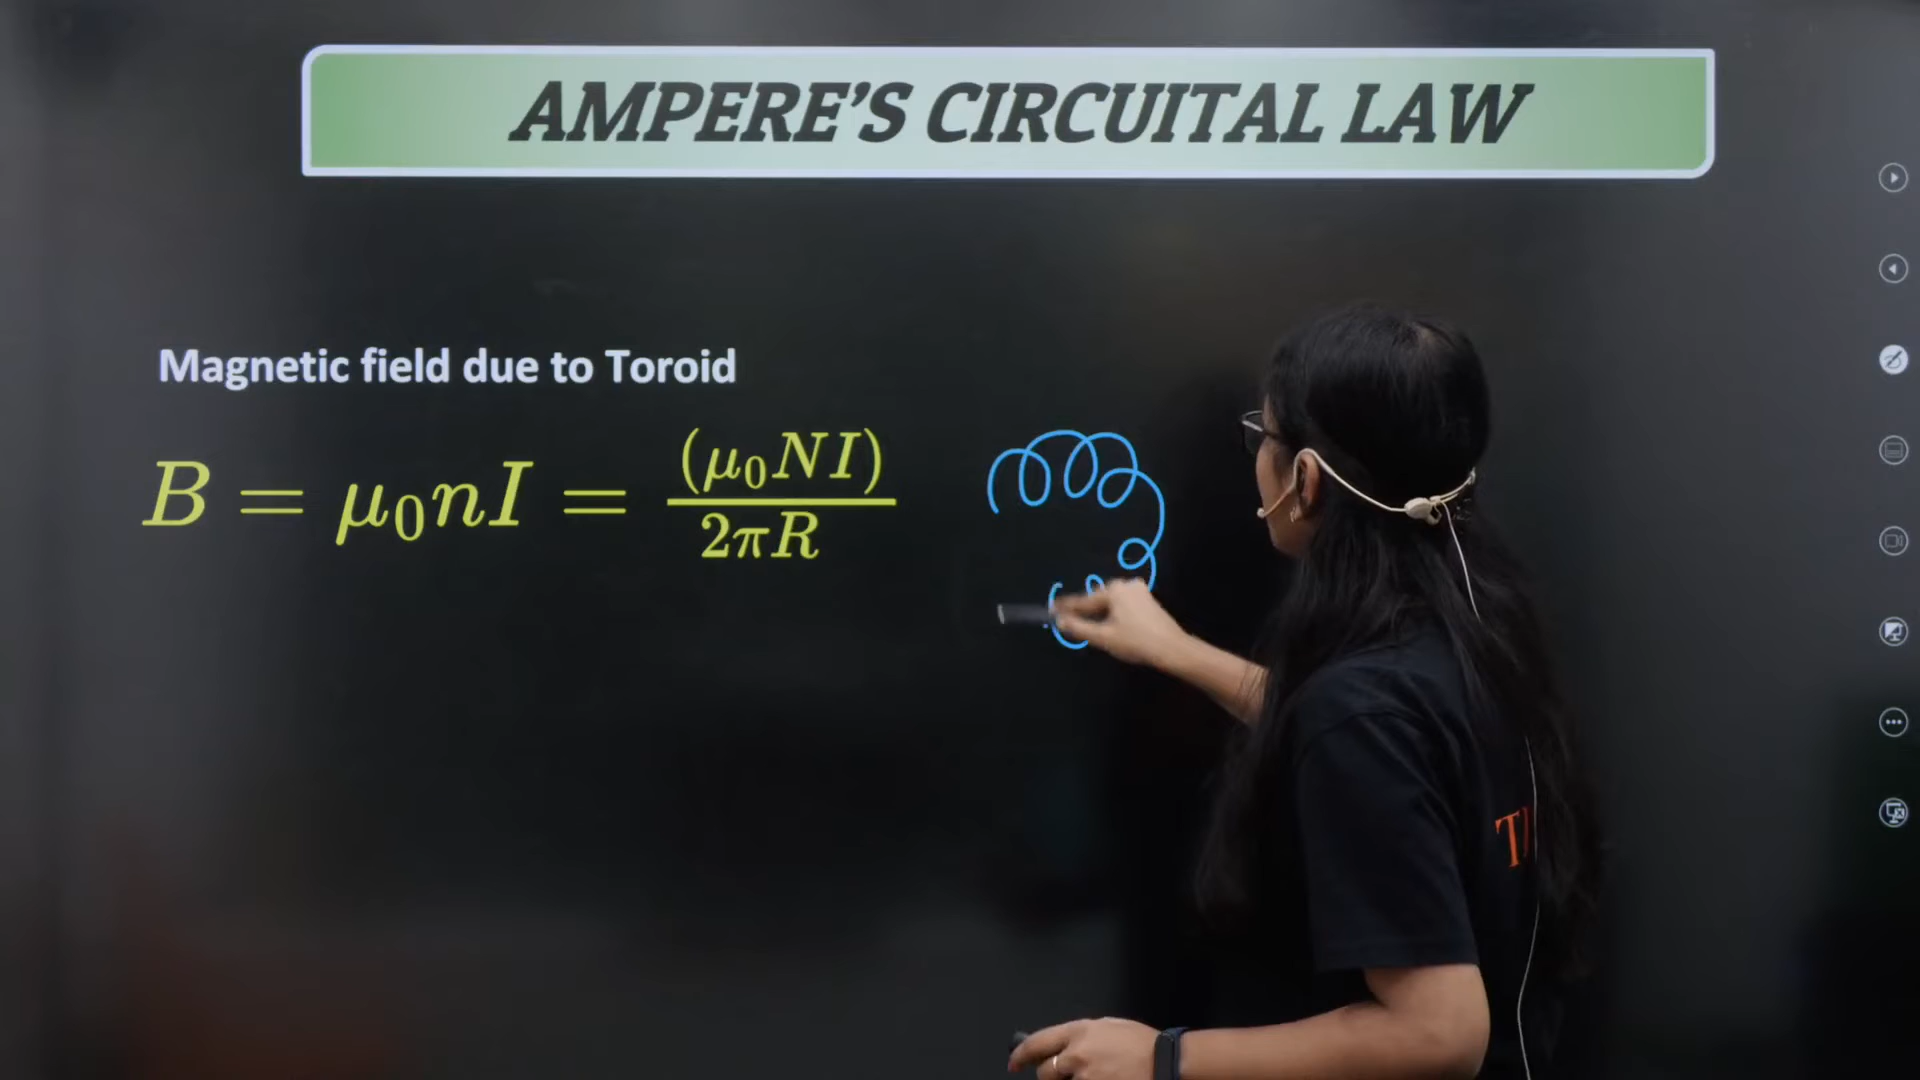 AMPERE'S CIRCUITAL LAW
Magnetic field due to Toroid
B = μ₀nI = (μ₀NI) / 2πR